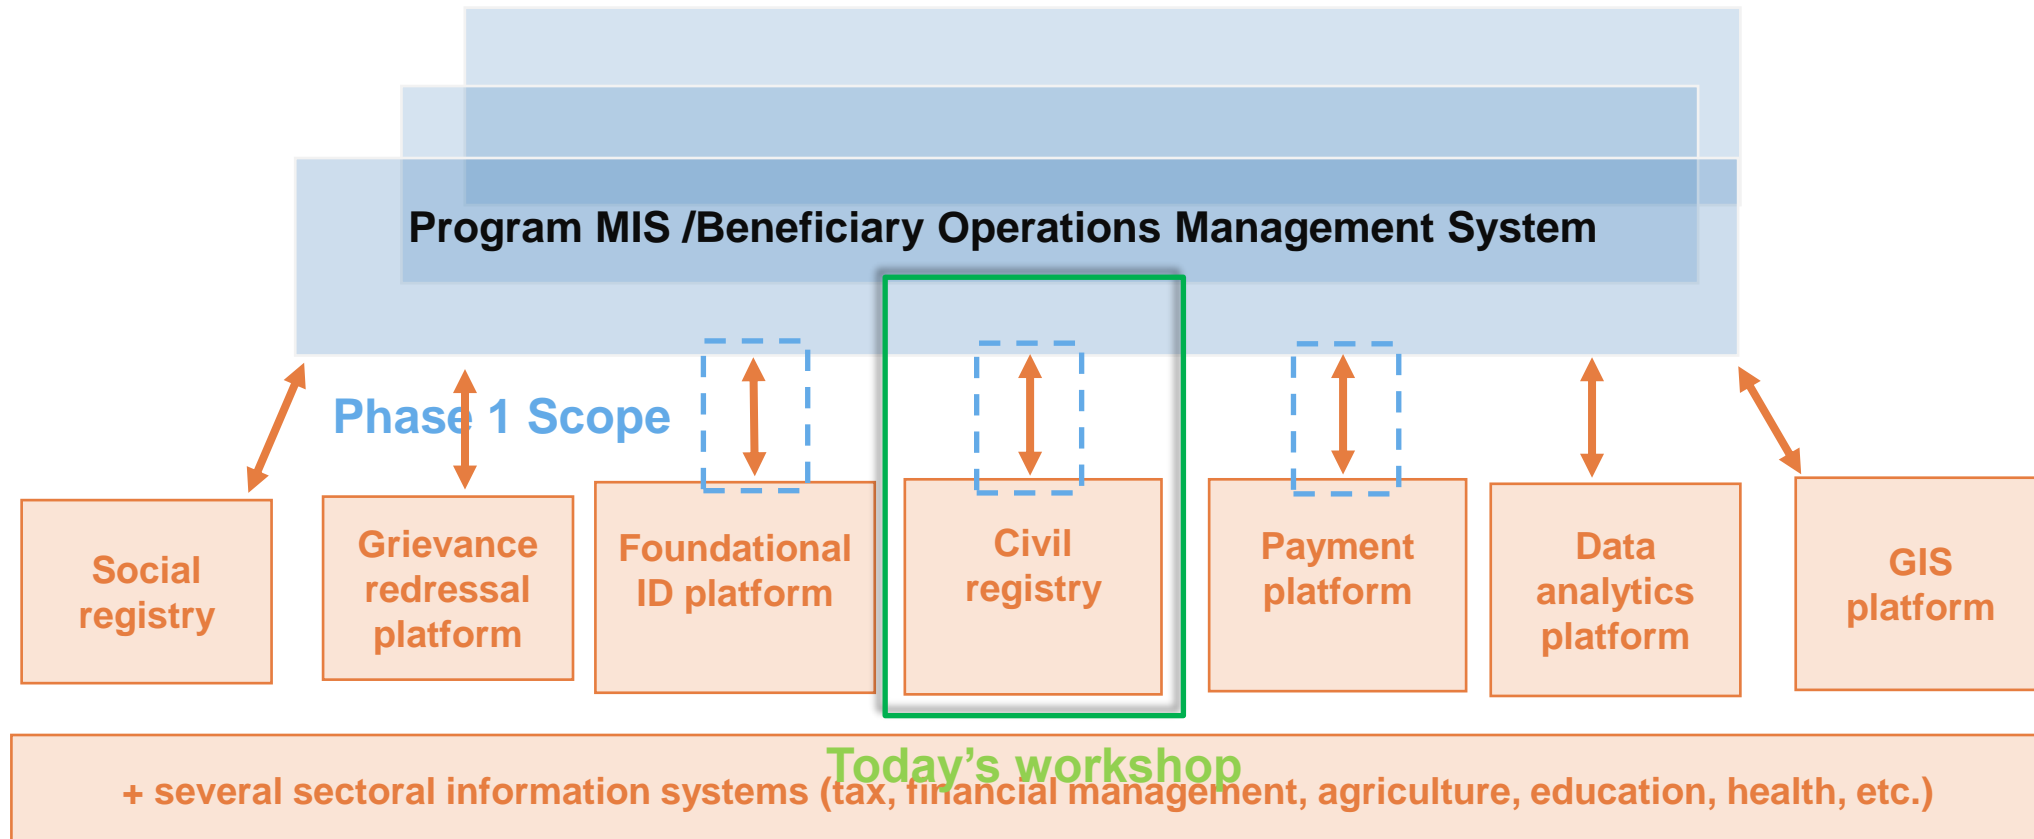 Program MIS /Beneficiary Operations Management System
Phase 1 Scope
Social
registry
Grievance
redressal
platform
Foundational
ID platform
Civil
registry
Payment
platform
Data
analytics
platform
GIS
platform
Today’s workshop
+ several sectoral information systems (tax, financial management, agriculture, education, health, etc.)